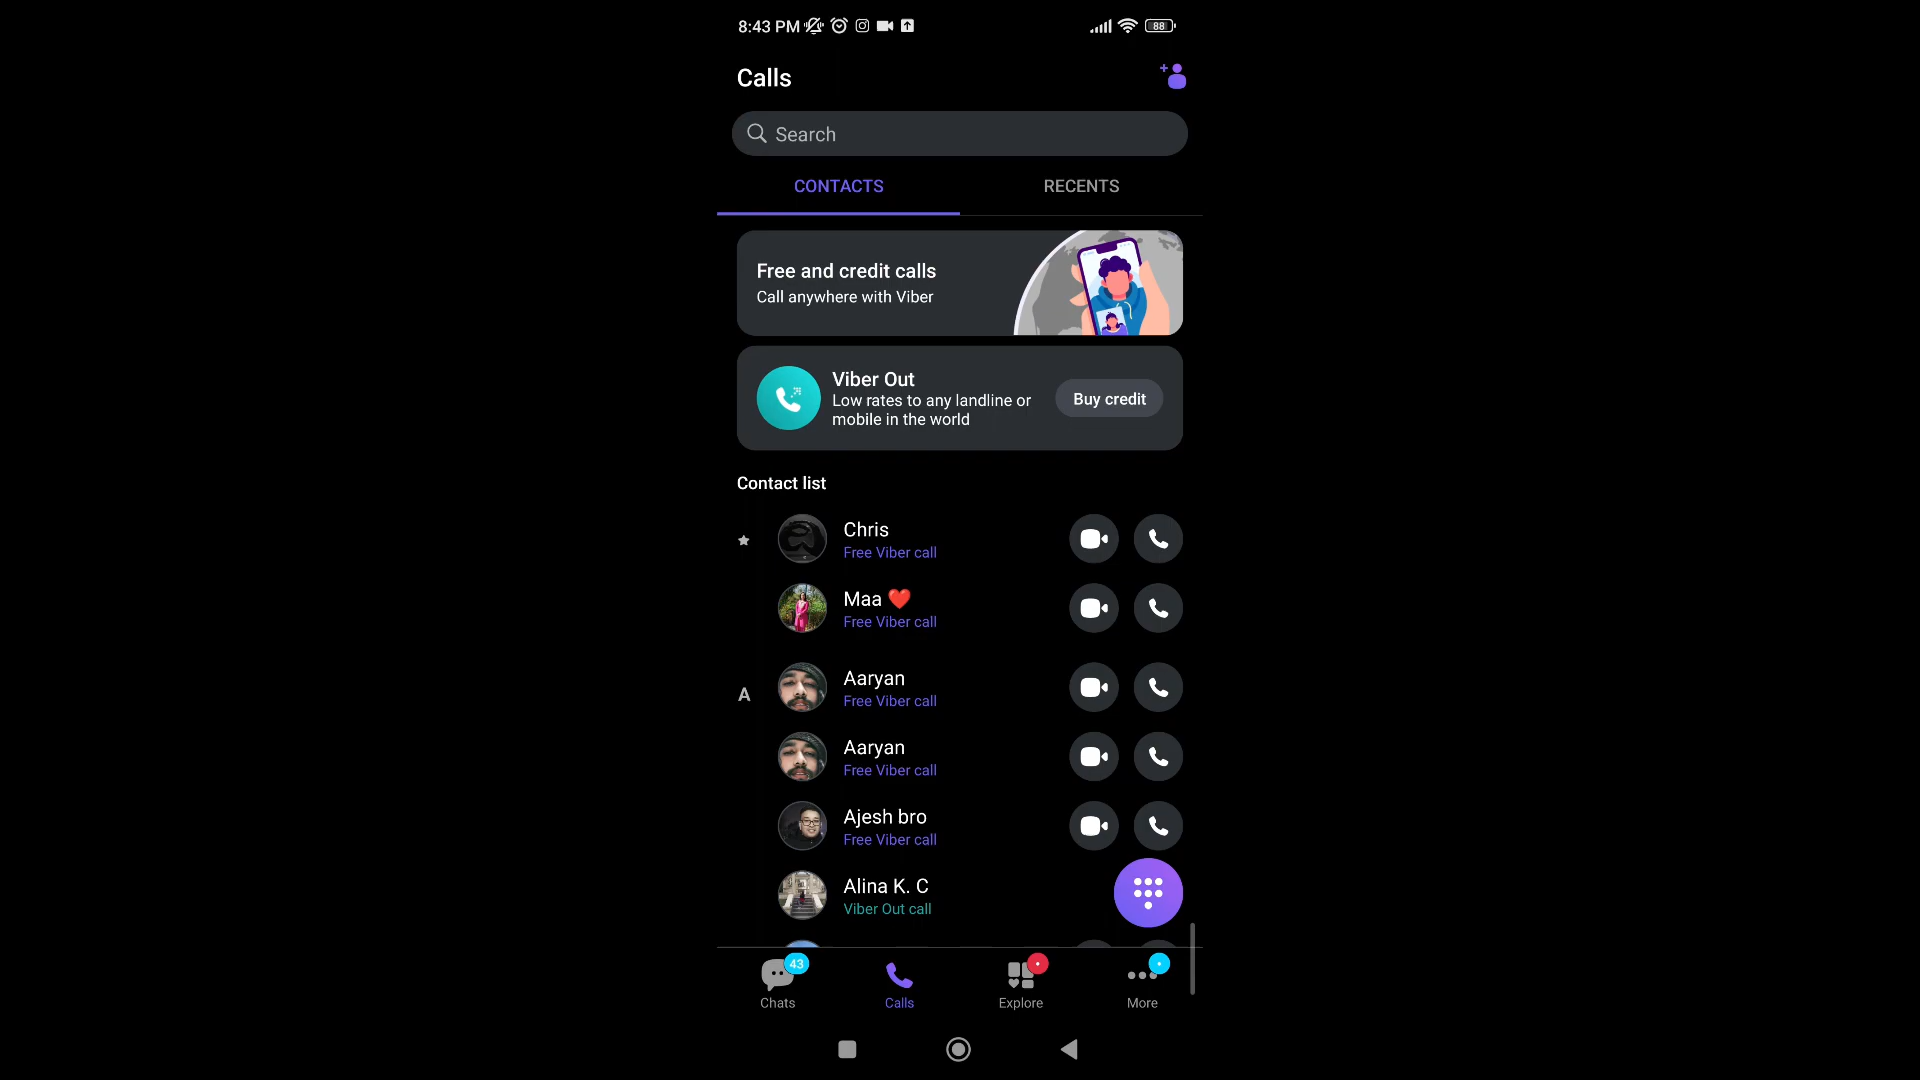 8:43 PM
88
Calls
Search
CONTACTS
RECENTS
Free and credit calls
Call anywhere with Viber
Viber Out
Low rates to any landline or
mobile in the world
Buy credit
Contact list
Chris
Free Viber call
Maa ❤️
Free Viber call
A
Aaryan
Free Viber call
Aaryan
Free Viber call
Ajesh bro
Free Viber call
Alina K. C
Viber Out call
43
Chats
Calls
Explore
More